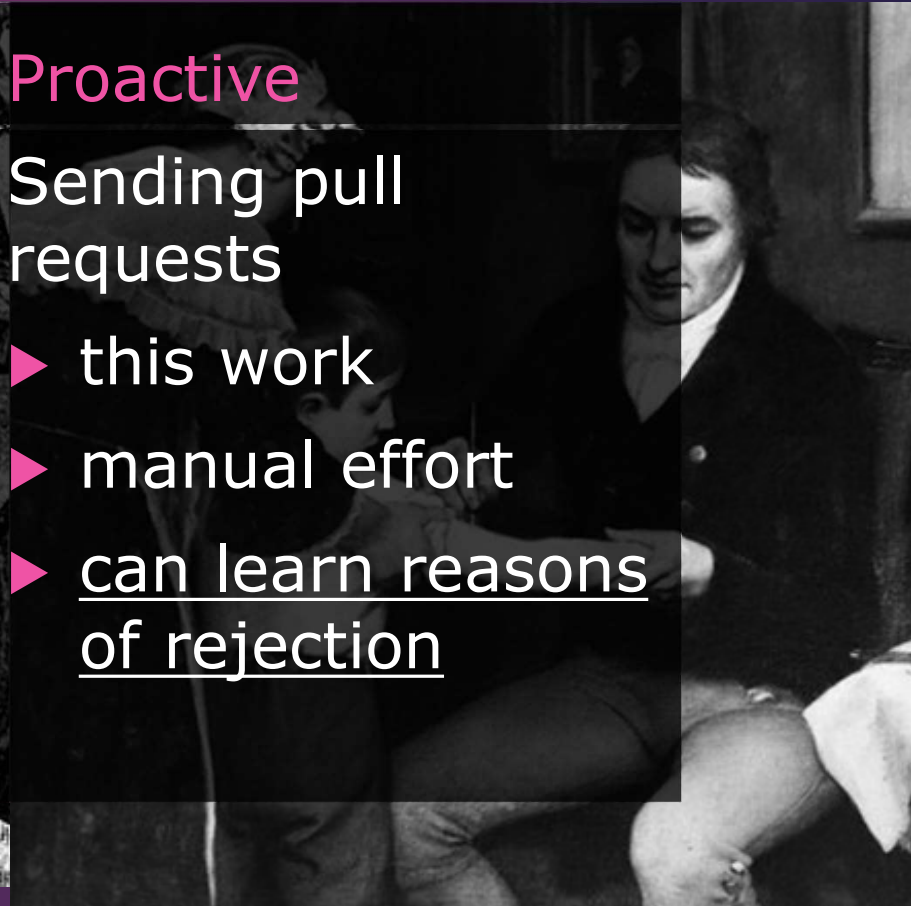 Proactive
Sending pull
requests
▶ this work
▶ manual effort
▶ can learn reasons
of rejection